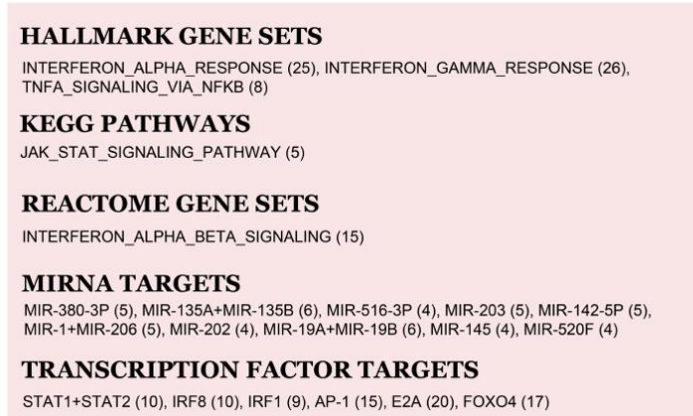 HALLMARK GENE SETS
INTERFERON_ALPHA_RESPONSE (25), INTERFERON_GAMMA_RESPONSE (26),
TNFA_SIGNALING_VIA_NFKB (8)
KEGG PATHWAYS
JAK_STAT_SIGNALING_PATHWAY (5)
REACTOME GENE SETS
INTERFERON_ALPHA_BETA_SIGNALING (15)
MIRNA TARGETS
MIR-380-3P (5), MIR-135A+MIR-135B (6), MIR-516-3P (4), MIR-203 (5), MIR-142-5P (5),
MIR-1+MIR-206 (5), MIR-202 (4), MIR-19A+MIR-19B (6), MIR-145 (4), MIR-520F (4)
TRANSCRIPTION FACTOR TARGETS
STAT1+STAT2 (10), IRF8 (10), IRF1 (9), AP-1 (15), E2A (20), FOXO4 (17)